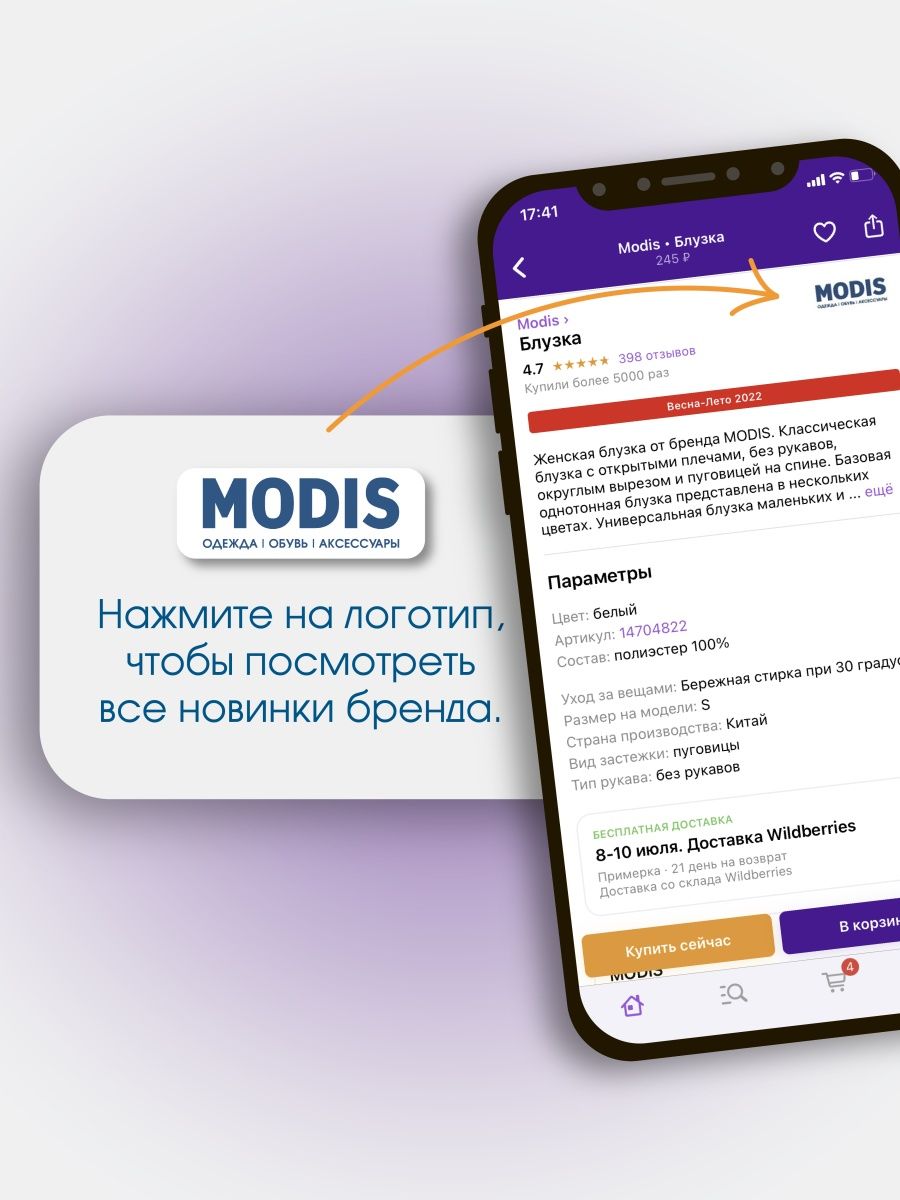 17:41
Modis • Блузка
245 ₽
MODIS
ОДЕЖДА | ОБУВЬ | АКСЕССУАРЫ
Modis ›
Блузка
4.7 ★★★★★ 398 отзывов
Купили более 5000 раз
Весна-Лето 2022
Женская блузка от бренда MODIS. Классическая
блузка с открытыми плечами, без рукавов,
округлым вырезом и пуговицей на спине. Базовая
однотонная блузка представлена в нескольких
цветах. Универсальная блузка маленьких и ... ещё
MODIS
ОДЕЖДА | ОБУВЬ | АКСЕССУАРЫ
Нажмите на логотип,
чтобы посмотреть
все новинки бренда.
Параметры
Цвет: белый
Артикул: 14704822
Состав: полиэстер 100%
Уход за вещами: Бережная стирка при 30 градус
Размер на модели: S
Страна производства: Китай
Вид застежки: пуговицы
Тип рукава: без рукавов
БЕСПЛАТНАЯ ДОСТАВКА
8-10 июля. Доставка Wildberries
Примерка · 21 день на возврат
Доставка со склада Wildberries
Купить сейчас
В корзин
MODIS
4